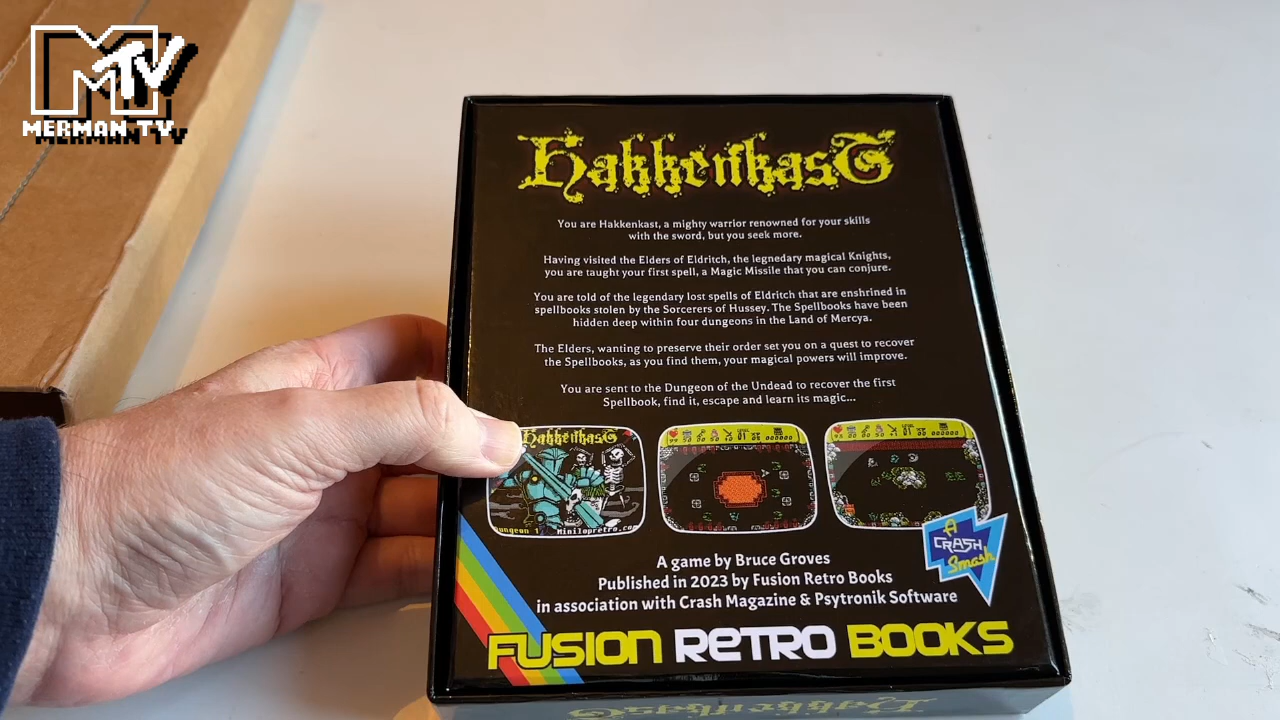 MTV
MERMAN TV
Hakkenkast
You are Hakkenkast, a mighty warrior renowned for your skills
with the sword, but you seek more.
Having visited the Elders of Eldritch, the legnedary magical Knights,
you are taught your first spell, a Magic Missile that you can conjure.
You are told of the legendary lost spells of Eldritch that are enshrined in
spellbooks stolen by the Sorcerers of Hussey. The Spellbooks have been
hidden deep within four dungeons in the Land of Mercya.
The Elders, wanting to preserve their order set you on a quest to recover
the Spellbooks, as you find them, your magical powers will improve.
You are sent to the Dungeon of the Undead to recover the first
Spellbook, find it, escape and learn its magic...
Hakkenkast
LEVEL
LEVEL
A
CRASH
Smash
A game by Bruce Groves
Published in 2023 by Fusion Retro Books
in association with Crash Magazine & Psytronik Software
FUSION RETRO BOOKS
Hakkenkast